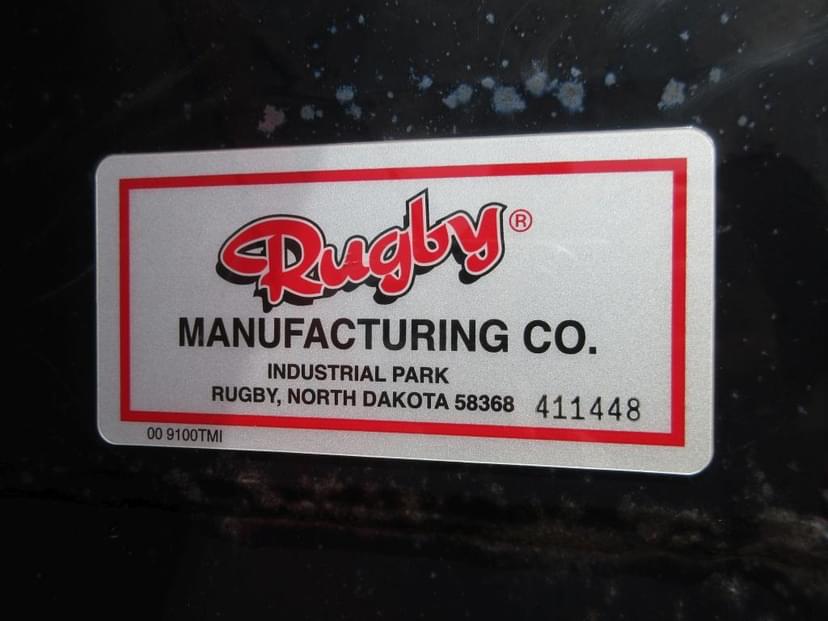 Rugby®
MANUFACTURING CO.
INDUSTRIAL PARK
RUGBY, NORTH DAKOTA 58368 411448
00 9100TMI